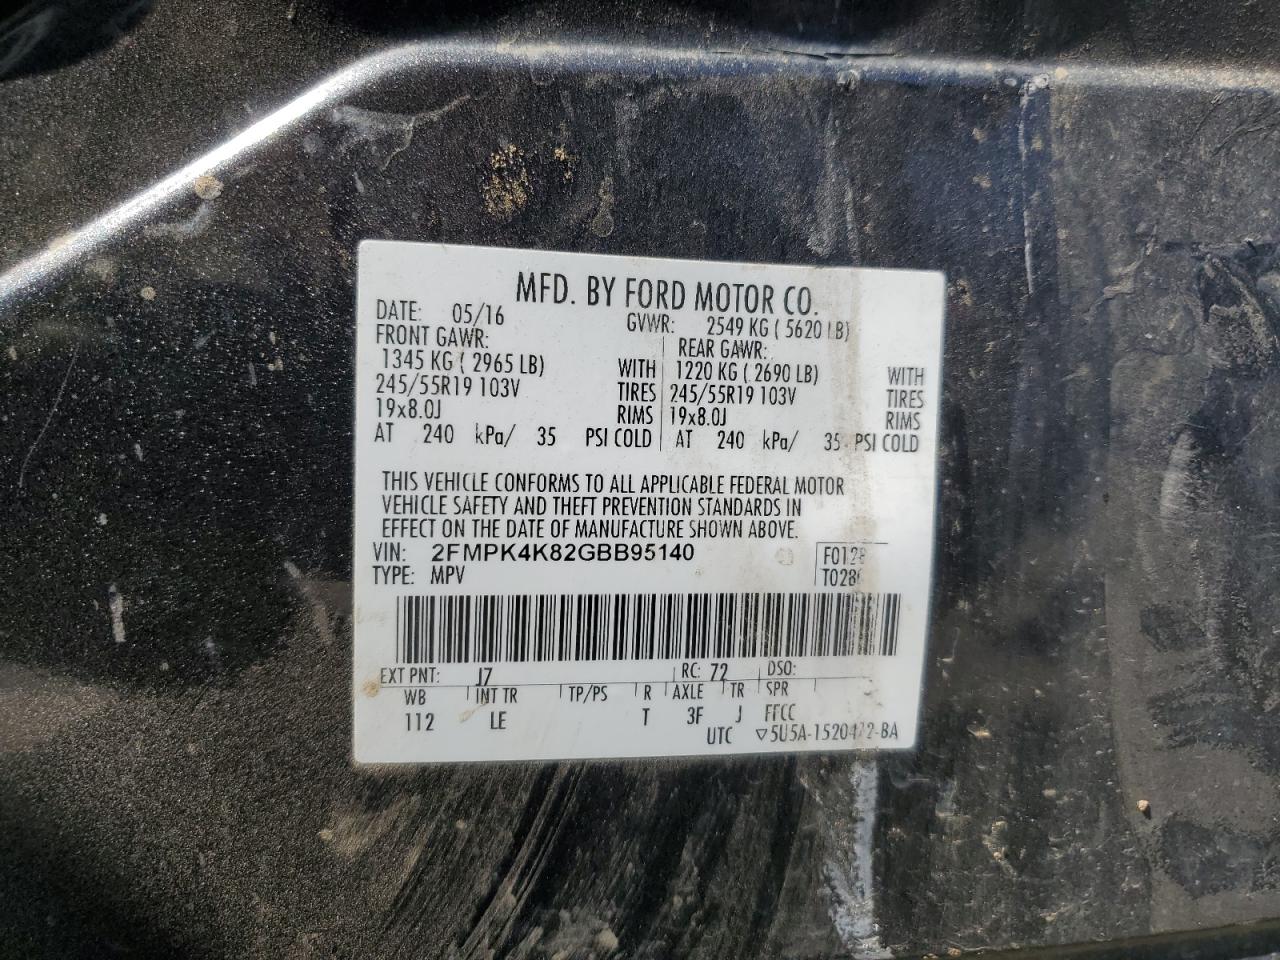 MFD. BY FORD MOTOR CO.
DATE: 05/16 GVWR: 2549 KG ( 5620 LB)
FRONT GAWR: REAR GAWR:
1345 KG ( 2965 LB) WITH 1220 KG ( 2690 LB) WITH
245/55R19 103V TIRES 245/55R19 103V TIRES
19x8.0J RIMS 19x8.0J RIMS
AT 240 kPa/ 35 PSI COLD AT 240 kPa/ 35 PSI COLD
THIS VEHICLE CONFORMS TO ALL APPLICABLE FEDERAL MOTOR
VEHICLE SAFETY AND THEFT PREVENTION STANDARDS IN
EFFECT ON THE DATE OF MANUFACTURE SHOWN ABOVE.
VIN: 2FMPK4K82GBB95140 F0128
TYPE: MPV
EXT PNT: J7 RC: 72 DSO:
WB INT TR TP/PS R AXLE TR SPR
112 LE T 3F J FFCC
UTC ▽5U5A-1520472-BA